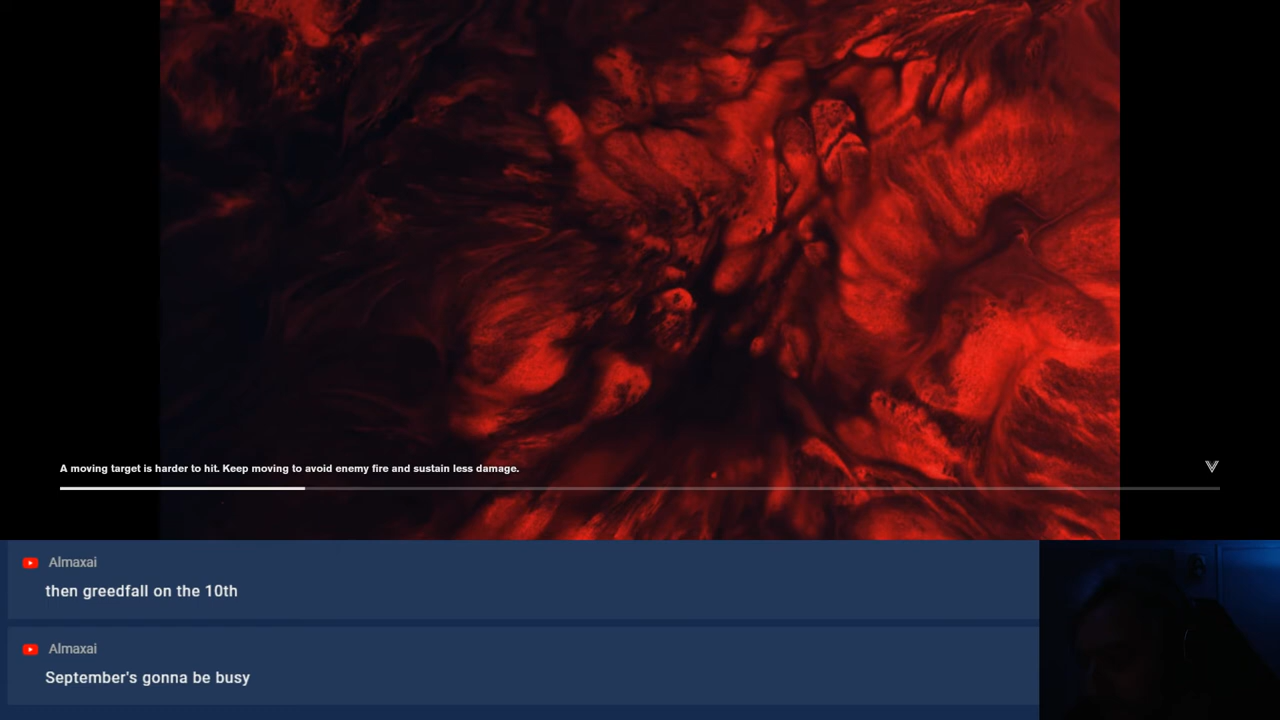 A moving target is harder to hit. Keep moving to avoid enemy fire and sustain less damage.
Almaxai
then greedfall on the 10th
Almaxai
September's gonna be busy